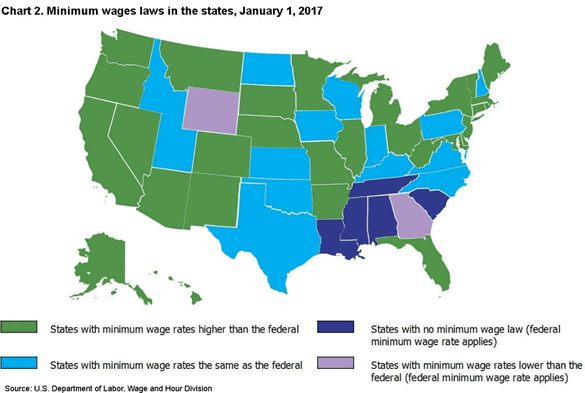 Chart 2. Minimum wages laws in the states, January 1, 2017
States with minimum wage rates higher than the federal
States with no minimum wage law (federal
minimum wage rate applies)
States with minimum wage rates the same as the federal
States with minimum wage rates lower than the
federal (federal minimum wage rate applies)
Source: U.S. Department of Labor, Wage and Hour Division